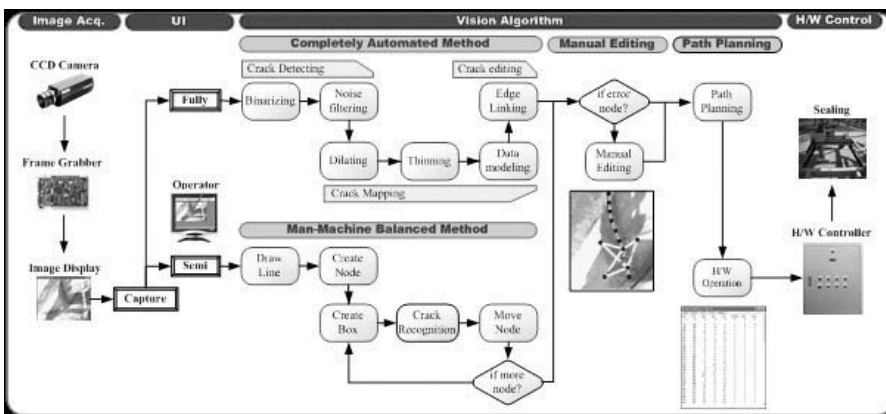 Image Acq.
UI
Vision Algorithm
H/W Control
Completely Automated Method
Manual Editing
Path Planning
CCD Camera
Crack Detecting
Crack editing
Fully
Binarizing
Noise
filtering
Edge
Linking
if error
node?
Path
Planning
Sealing
Frame Grabber
Dilating
Thinning
Data
modeling
Manual
Editing
Crack Mapping
Operator
Man-Machine Balanced Method
H/W Controller
Image Display
Semi
Draw
Line
Create
Node
H/W
Operation
Capture
Create
Box
Crack
Recognition
Move
Node
if more
node?